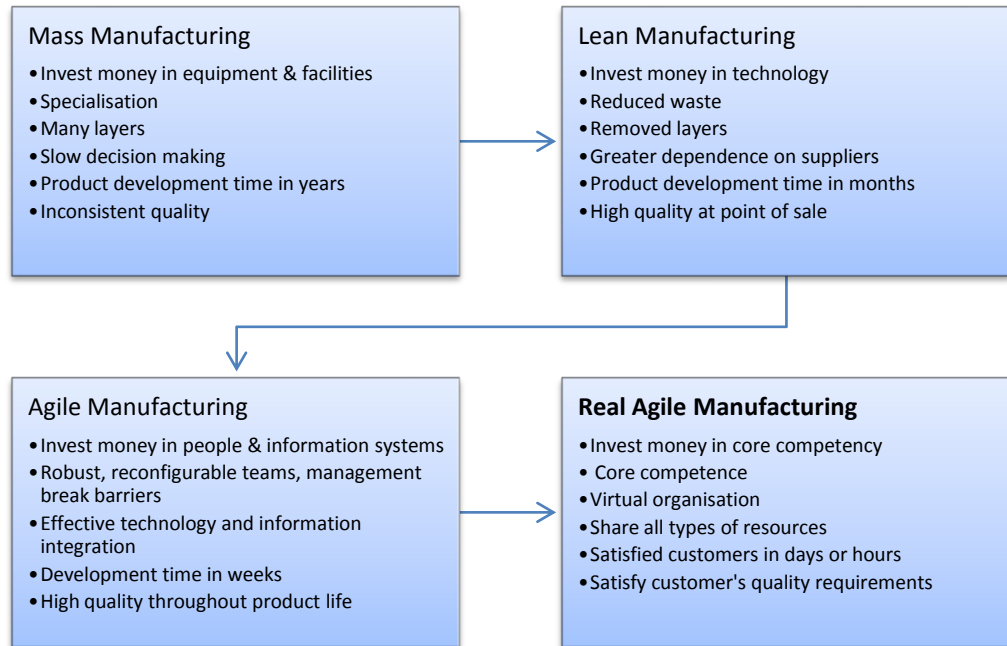 Mass Manufacturing
•Invest money in equipment & facilities
•Specialisation
•Many layers
•Slow decision making
•Product development time in years
•Inconsistent quality
Lean Manufacturing
•Invest money in technology
•Reduced waste
•Removed layers
•Greater dependence on suppliers
•Product development time in months
•High quality at point of sale
Agile Manufacturing
•Invest money in people & information systems
•Robust, reconfigurable teams, management
break barriers
•Effective technology and information
integration
•Development time in weeks
•High quality throughout product life
Real Agile Manufacturing
•Invest money in core competency
• Core competence
•Virtual organisation
•Share all types of resources
•Satisfied customers in days or hours
•Satisfy customer's quality requirements